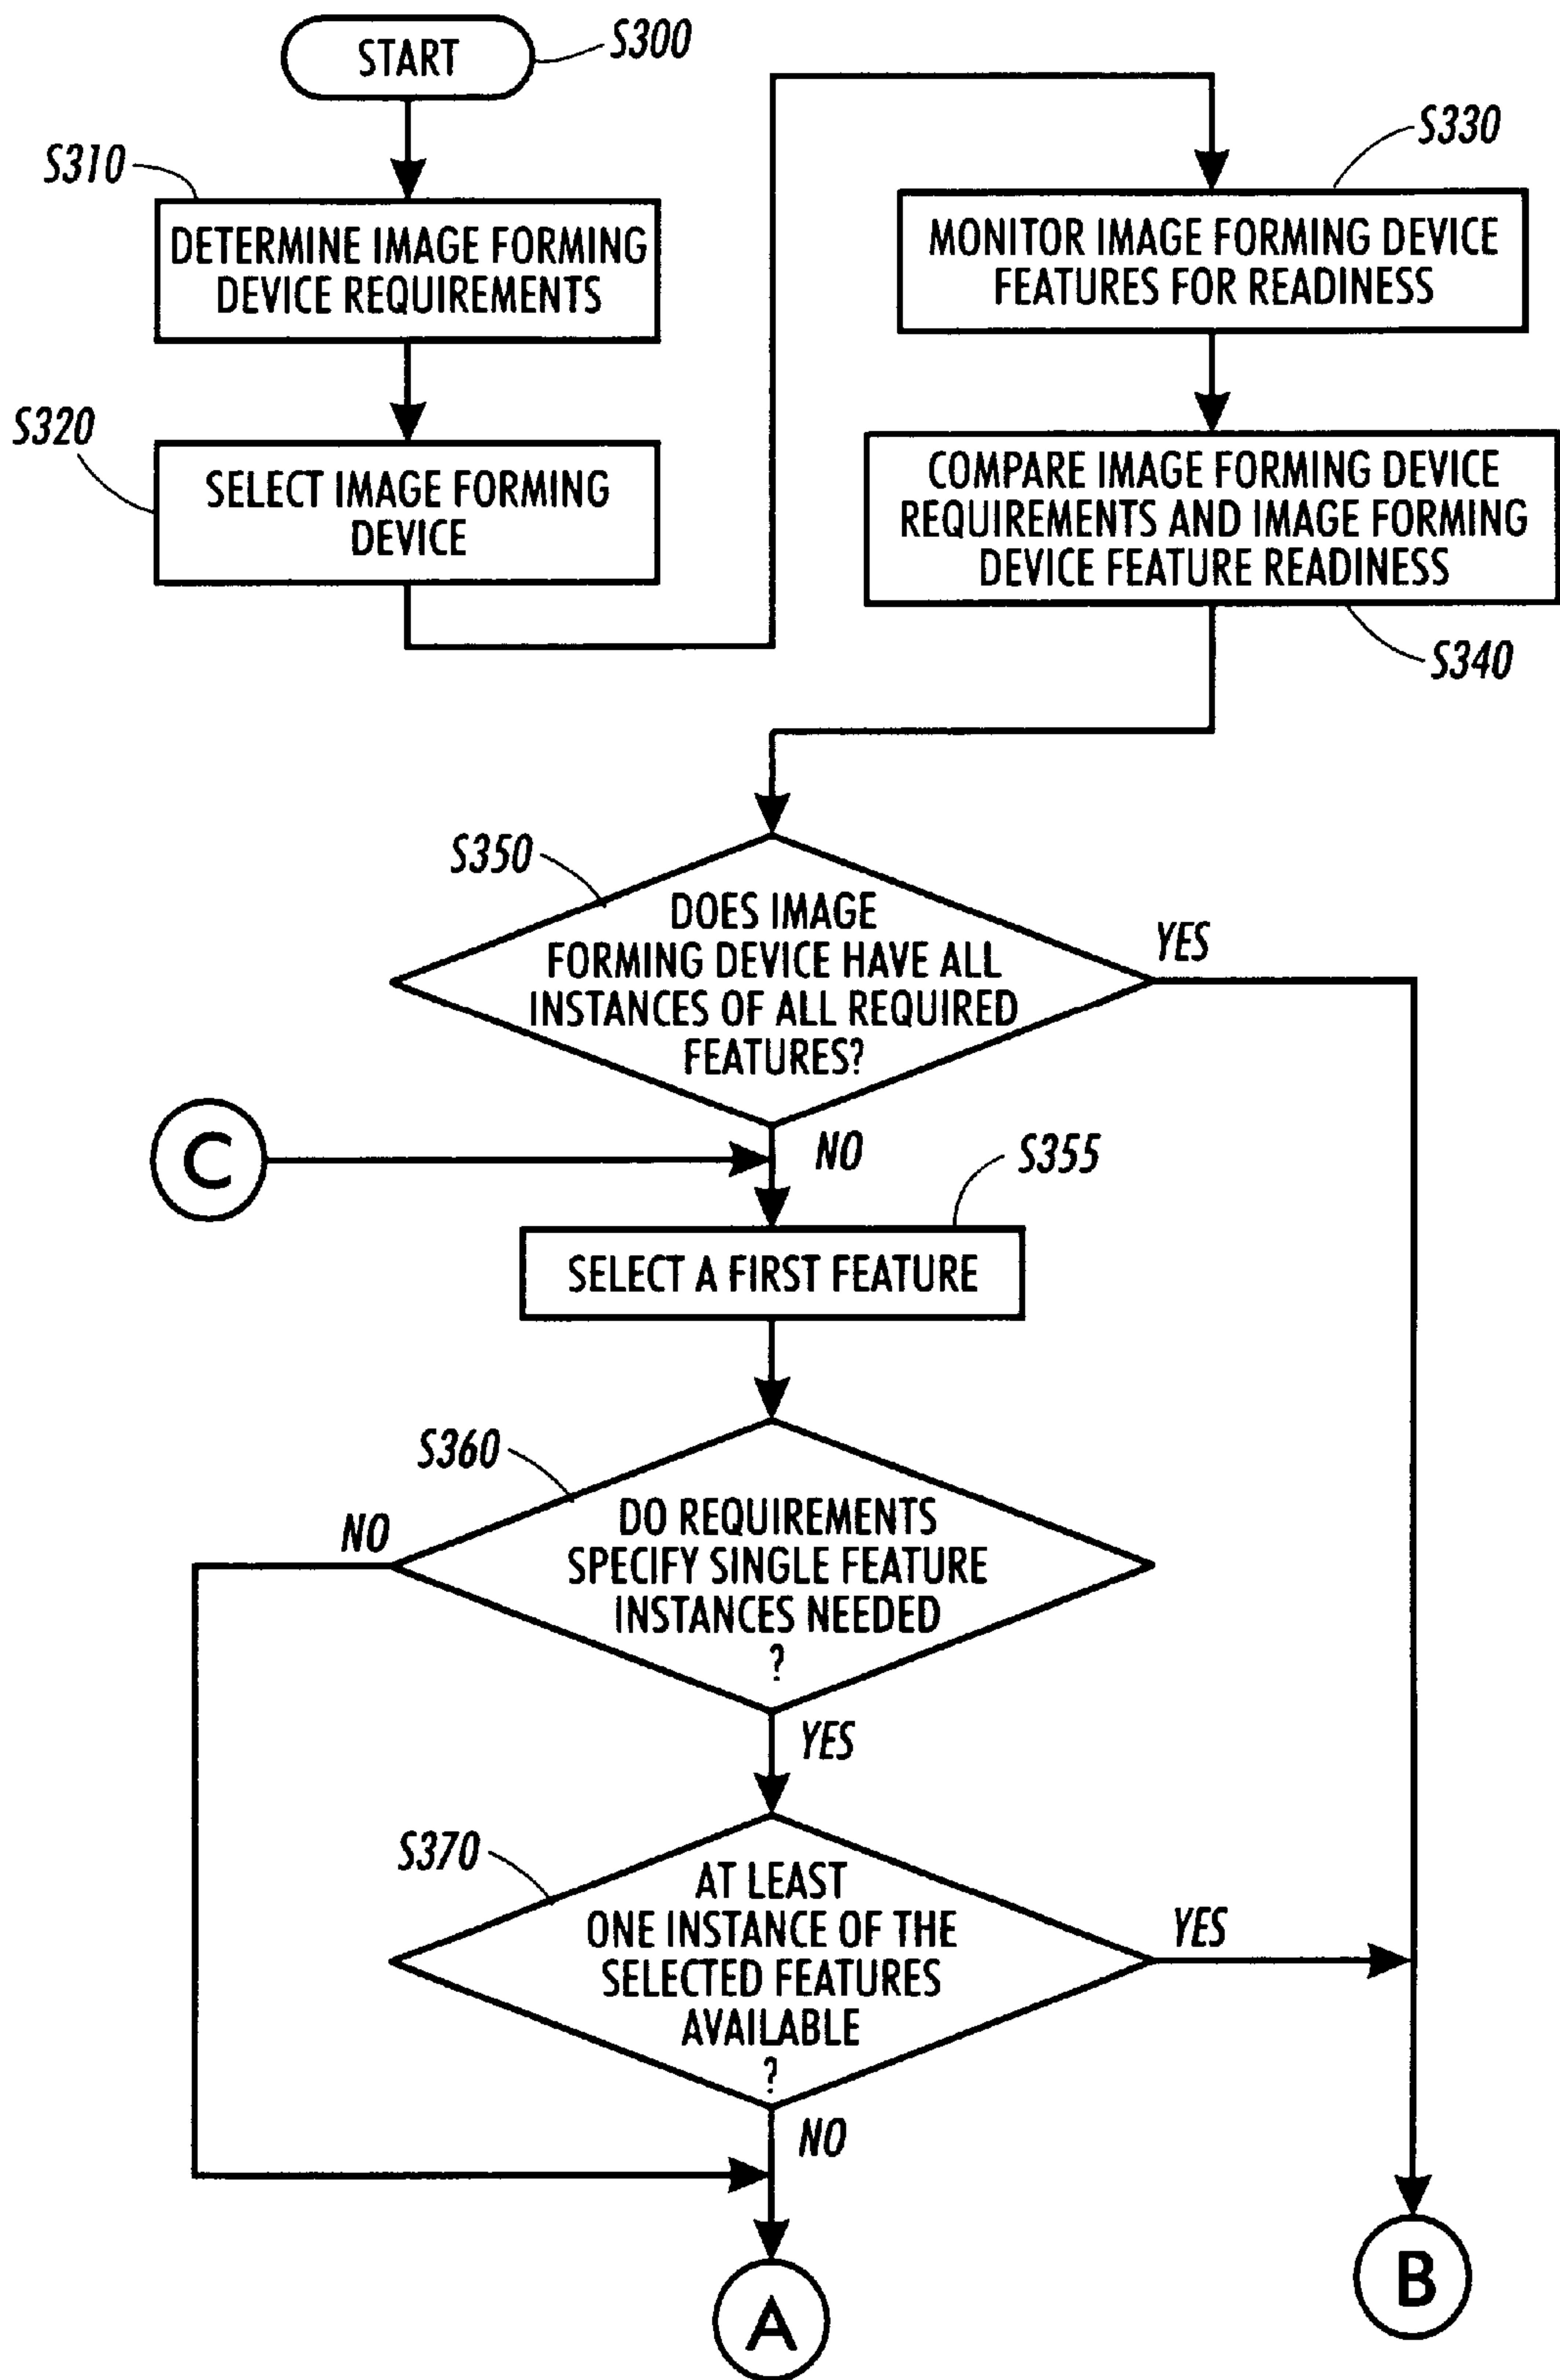 START
S300
S310
DETERMINE IMAGE FORMING
DEVICE REQUIREMENTS
S320
SELECT IMAGE FORMING
DEVICE
S330
MONITOR IMAGE FORMING DEVICE
FEATURES FOR READINESS
COMPARE IMAGE FORMING DEVICE
REQUIREMENTS AND IMAGE FORMING
DEVICE FEATURE READINESS
S340
S350
DOES IMAGE
FORMING DEVICE HAVE ALL
INSTANCES OF ALL REQUIRED
FEATURES?
YES
NO
C
S355
SELECT A FIRST FEATURE
S360
NO
DO REQUIREMENTS
SPECIFY SINGLE FEATURE
INSTANCES NEEDED
?
YES
S370
AT LEAST
ONE INSTANCE OF THE
SELECTED FEATURES
AVAILABLE
?
YES
NO
A
B